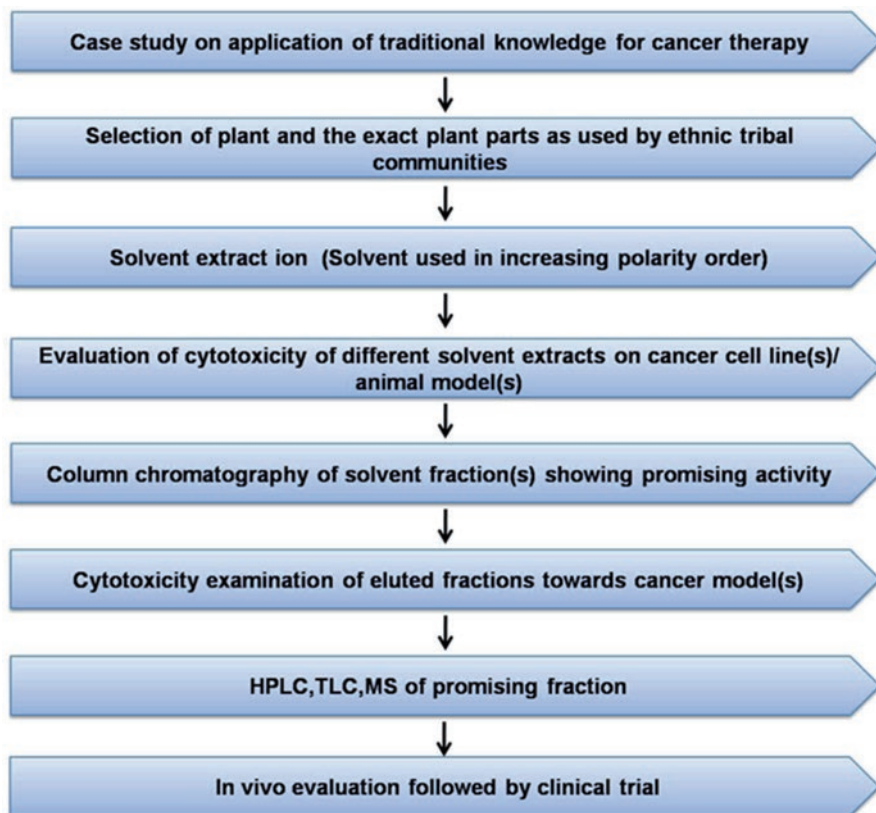 Case study on application of traditional knowledge for cancer therapy
Selection of plant and the exact plant parts as used by ethnic tribal
communities
Solvent extract ion (Solvent used in increasing polarity order)
Evaluation of cytotoxicity of different solvent extracts on cancer cell line(s)/
animal model(s)
Column chromatography of solvent fraction(s) showing promising activity
Cytotoxicity examination of eluted fractions towards cancer model(s)
HPLC,TLC,MS of promising fraction
In vivo evaluation followed by clinical trial